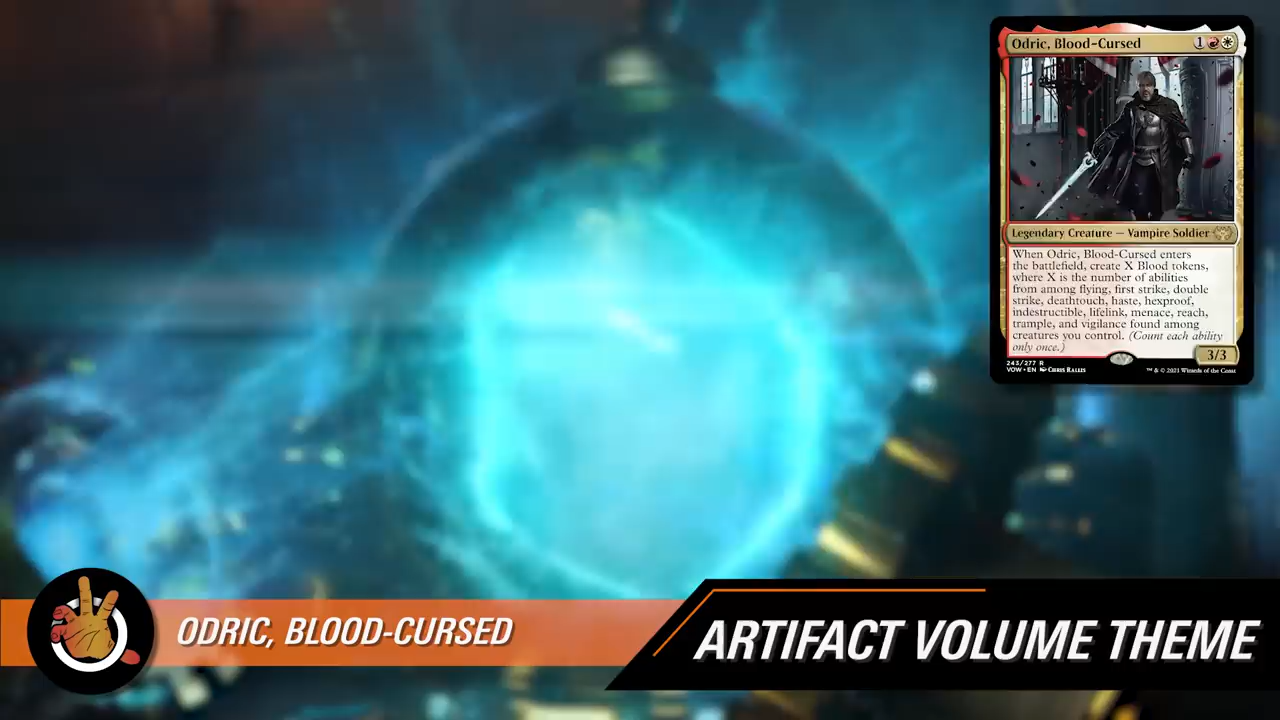 Odric, Blood-Cursed 1
Legendary Creature — Vampire Soldier
When Odric, Blood-Cursed enters
the battlefield, create X Blood tokens,
where X is the number of abilities
from among flying, first strike, double
strike, deathtouch, haste, hexproof,
indestructible, lifelink, menace, reach,
trample, and vigilance found among
creatures you control. (Count each ability
only once.)
3/3
243/277 R
VOW • EN Chris Rallis
™ & © 2021 Wizards of the Coast
ODRIC, BLOOD-CURSED
ARTIFACT VOLUME THEME